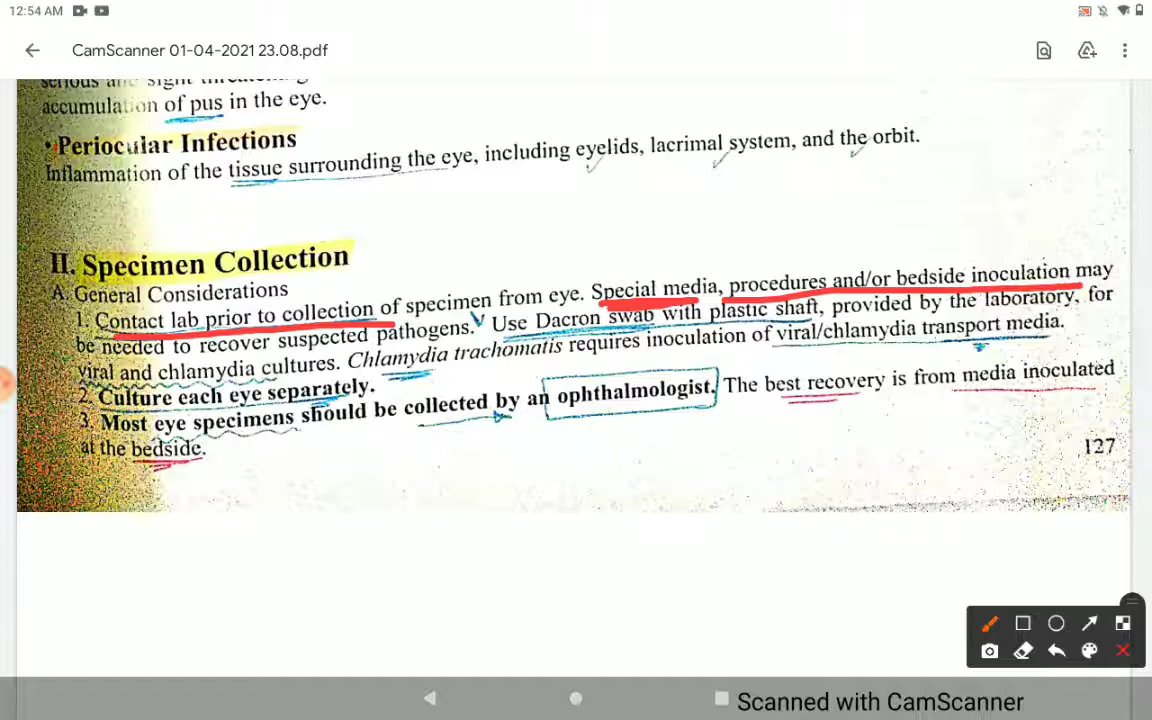 12:54 AM
CamScanner 01-04-2021 23.08.pdf
serious and sight threatening
accumulation of pus in the eye.
• Periocular Infections
Inflammation of the tissue surrounding the eye, including eyelids, lacrimal system, and the orbit.
II. Specimen Collection
A. General Considerations
1. Contact lab prior to collection of specimen from eye. Special media, procedures and/or bedside inoculation may
be needed to recover suspected pathogens. Use Dacron swab with plastic shaft, provided by the laboratory, for
viral and chlamydia cultures. Chlamydia trachomatis requires inoculation of viral/chlamydia transport media.
2. Culture each eye separately.
3. Most eye specimens should be collected by an ophthalmologist. The best recovery is from media inoculated
at the bedside.
127
Scanned with CamScanner